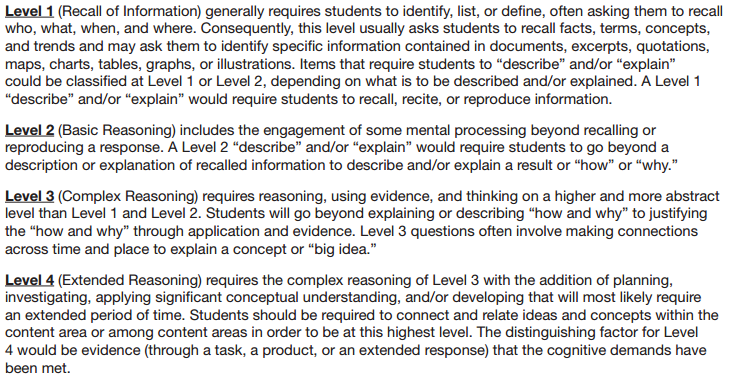 Level 1 (Recall of Information) generally requires students to identify, list, or define, often asking them to recall
who, what, when, and where. Consequently, this level usually asks students to recall facts, terms, concepts,
and trends and may ask them to identify specific information contained in documents, excerpts, quotations,
maps, charts, tables, graphs, or illustrations. Items that require students to “describe” and/or “explain”
could be classified at Level 1 or Level 2, depending on what is to be described and/or explained. A Level 1
“describe” and/or “explain” would require students to recall, recite, or reproduce information.
Level 2 (Basic Reasoning) includes the engagement of some mental processing beyond recalling or
reproducing a response. A Level 2 “describe” and/or “explain” would require students to go beyond a
description or explanation of recalled information to describe and/or explain a result or “how” or “why.”
Level 3 (Complex Reasoning) requires reasoning, using evidence, and thinking on a higher and more abstract
level than Level 1 and Level 2. Students will go beyond explaining or describing “how and why” to justifying
the “how and why” through application and evidence. Level 3 questions often involve making connections
across time and place to explain a concept or “big idea.”
Level 4 (Extended Reasoning) requires the complex reasoning of Level 3 with the addition of planning,
investigating, applying significant conceptual understanding, and/or developing that will most likely require
an extended period of time. Students should be required to connect and relate ideas and concepts within the
content area or among content areas in order to be at this highest level. The distinguishing factor for Level
4 would be evidence (through a task, a product, or an extended response) that the cognitive demands have
been met.